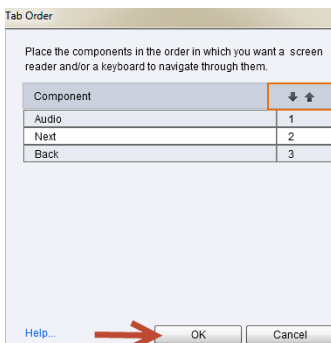 Tab Order
Place the components in the order in which you want a screen
reader and/or a keyboard to navigate through them.
Component
Audio 1
Next 2
Back 3
Help... OK Cancel